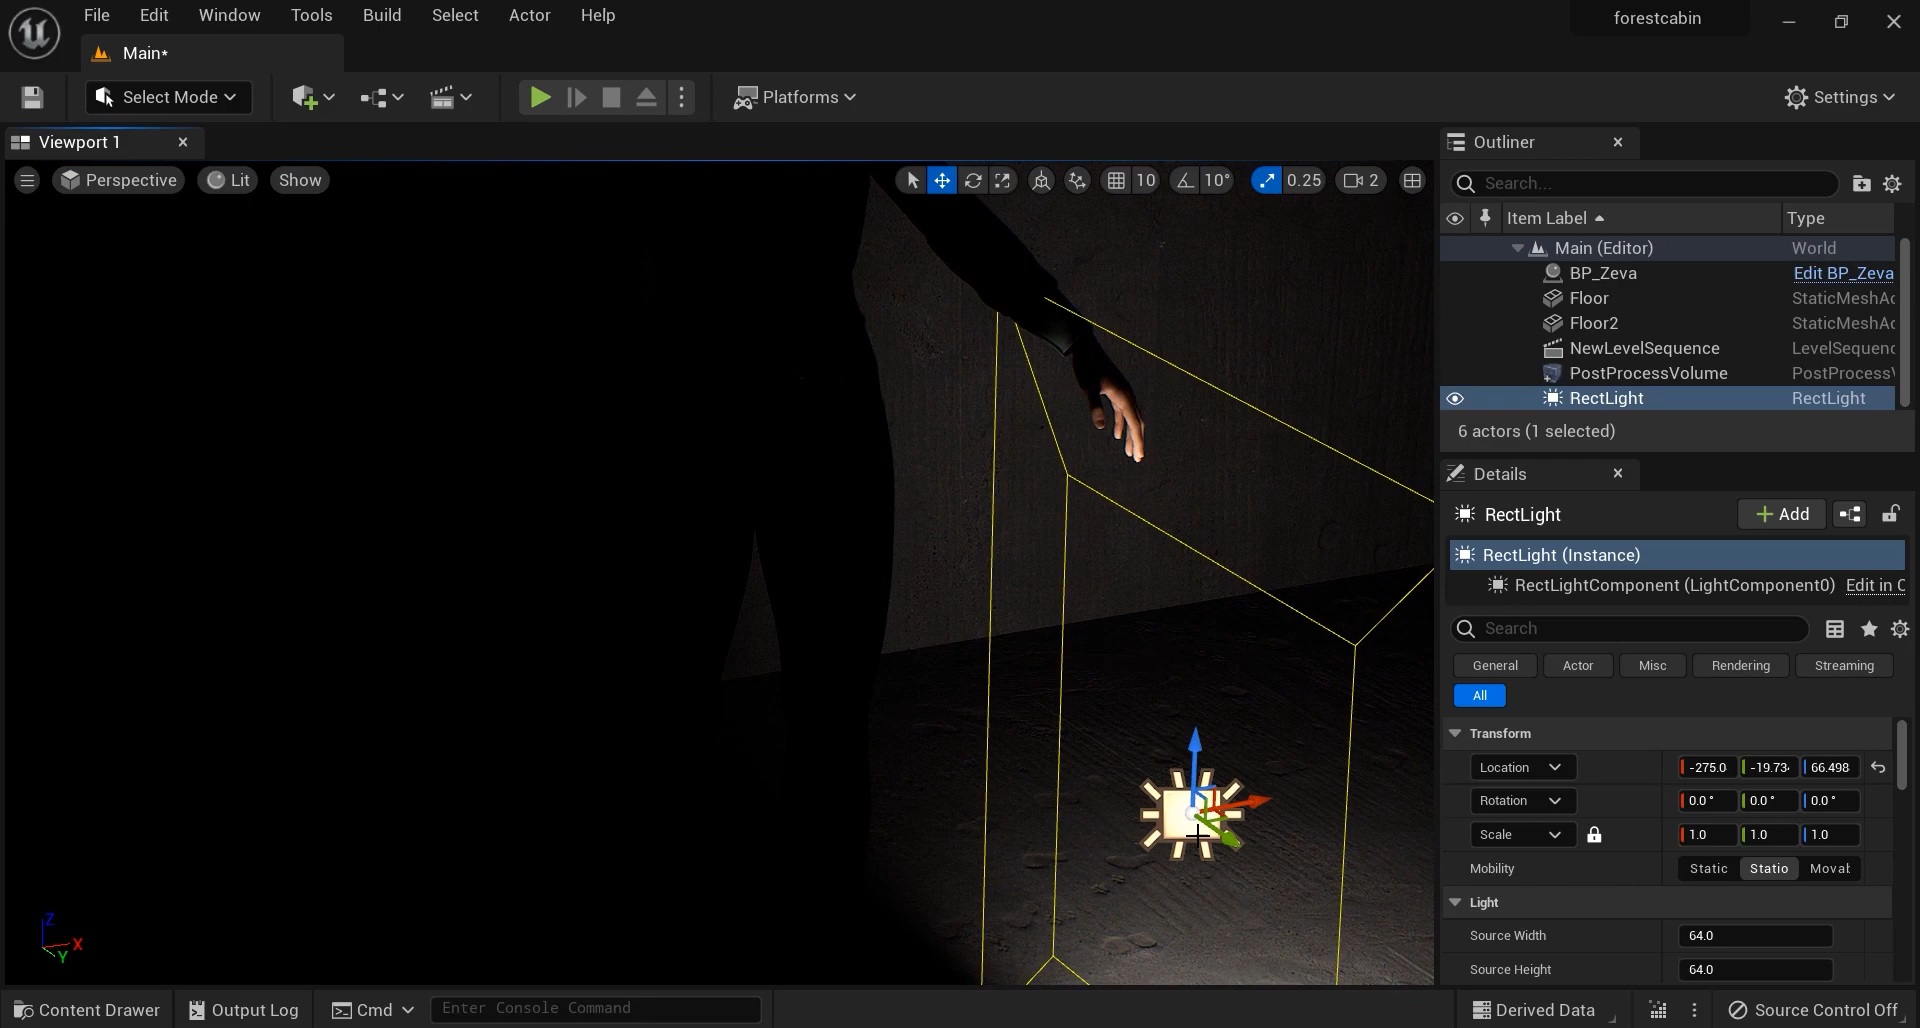 File Edit Window Tools Build Select Actor Help
forestcabin
Main*
Select Mode
Platforms
Settings
Viewport 1
Outliner
Perspective Lit Show
10 10° 0.25 2
Search...
Item Label Type
Main (Editor) World
BP_Zeva Edit BP_Zeva
Floor StaticMeshAc
Floor2 StaticMeshAc
NewLevelSequence LevelSequenc
PostProcessVolume PostProcessV
RectLight RectLight
6 actors (1 selected)
Details
RectLight
Add
RectLight (Instance)
RectLightComponent (LightComponent0) Edit in C
Search
General Actor Misc Rendering Streaming
All
Transform
Location -275.0 -19.73 66.498
Rotation 0.0° 0.0° 0.0°
Scale 1.0 1.0 1.0
Mobility Static Statio Moval
Light
Source Width 64.0
Source Height 64.0
Z
X
Y
Content Drawer Output Log Cmd Enter Console Command Derived Data Source Control Off